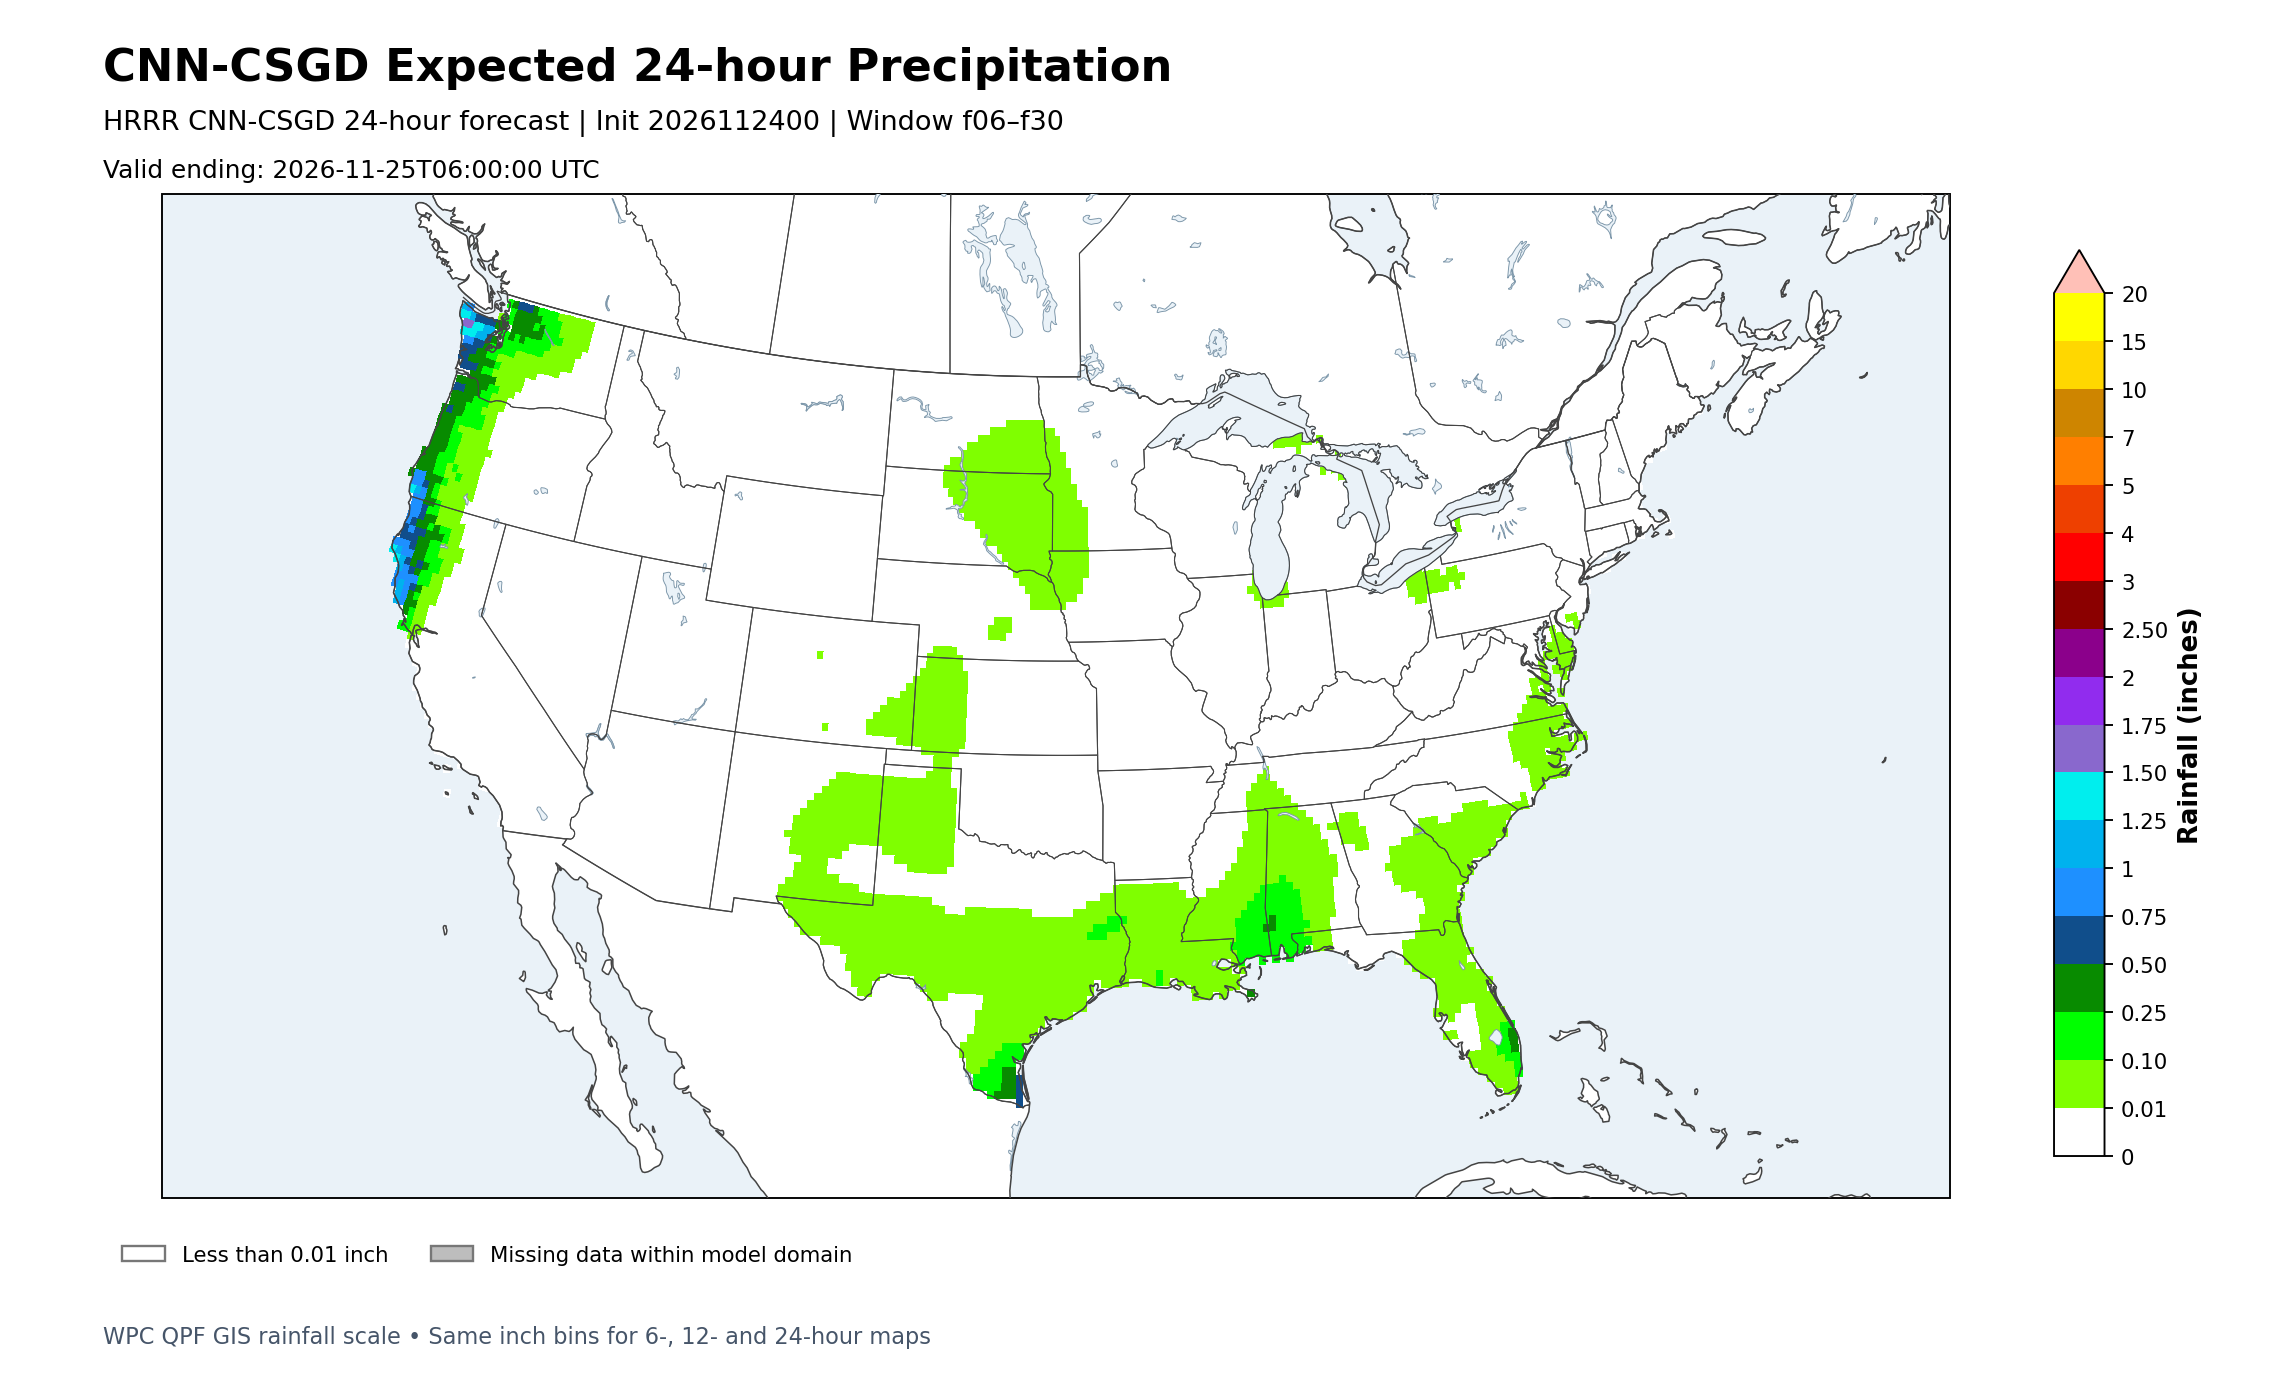 CNN-CSGD Expected 24-hour Precipitation
HRRR CNN-CSGD 24-hour forecast | Init 2026112400 | Window f06–f30
Valid ending: 2026-11-25T06:00:00 UTC
20
15
10
7
5
4
3
2.50
2
1.75
1.50
1.25
1
0.75
0.50
0.25
0.10
0.01
0
Rainfall (inches)
Less than 0.01 inch
Missing data within model domain
WPC QPF GIS rainfall scale • Same inch bins for 6-, 12- and 24-hour maps